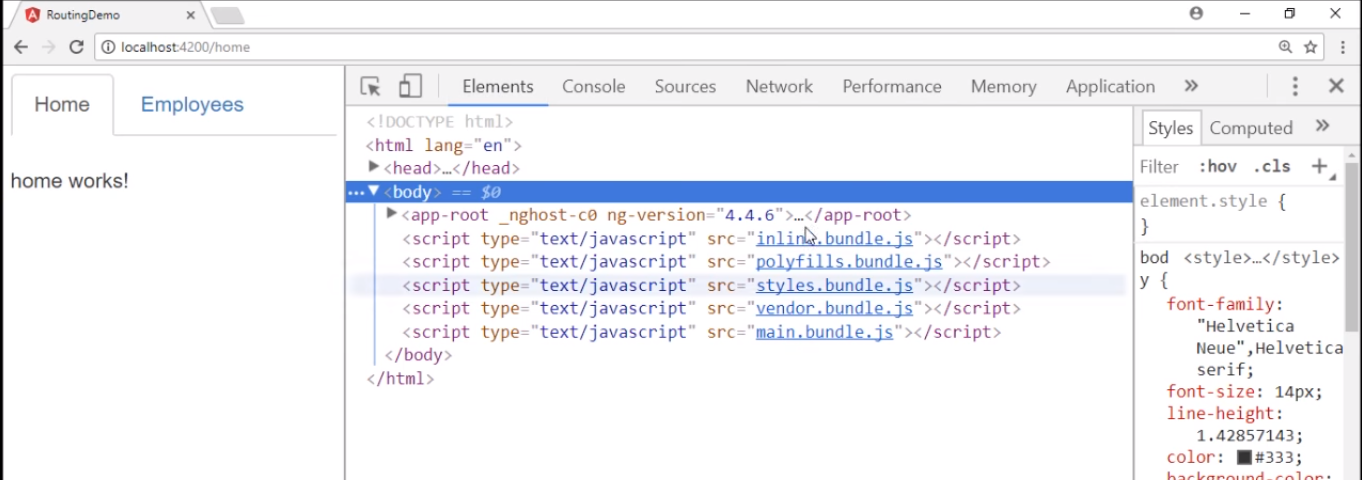 RoutingDemo
localhost:4200/home
Home Employees
home works!
Elements Console Sources Network Performance Memory Application »
<!DOCTYPE html>
<html lang="en">
<head>…</head>
<body> == $0
<app-root _nghost-c0 ng-version="4.4.6">…</app-root>
<script type="text/javascript" src="inline.bundle.js"></script>
<script type="text/javascript" src="polyfills.bundle.js"></script>
<script type="text/javascript" src="styles.bundle.js"></script>
<script type="text/javascript" src="vendor.bundle.js"></script>
<script type="text/javascript" src="main.bundle.js"></script>
</body>
</html>
Styles Computed »
Filter :hov .cls +
element.style {
}
bod <style>…</style>
y {
font-family:
"Helvetica
Neue",Helvetica
serif;
font-size: 14px;
line-height:
1.42857143;
color: #333;
background-color: